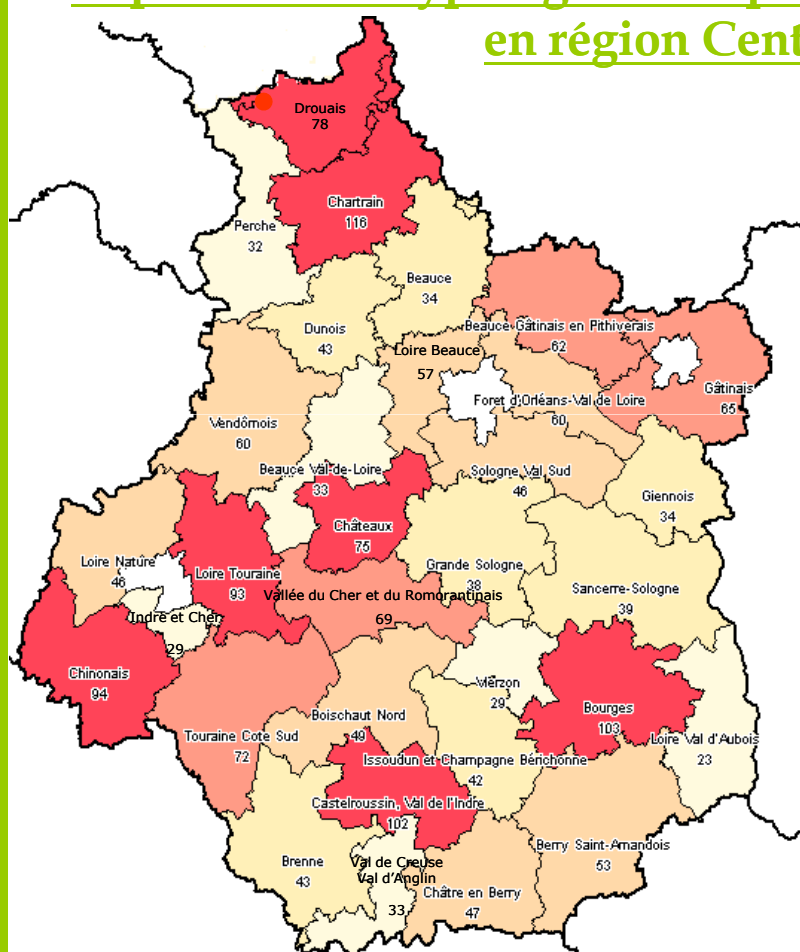 en région Cent
Drouais
78
Chartrain
116
Perche
32
Beauce
34
Dunois
43
Beauce Gâtinais en Pithiverais
62
Loire Beauce
57
Gâtinais
65
Foret d'Orléans-Val de Loire
60
Vendômois
60
Beauce Val-de-Loire
33
Sologne Val Sud
46
Giennois
34
Châteaux
75
Loire Nature
46
Loire Touraine
93
Grande Sologne
38
Sancerre-Sologne
39
Vallée du Cher et du Romorantinais
69
Indre et Cher
29
Chinonais
94
Vierzon
29
Bourges
103
Boischaut Nord
49
Touraine Cote Sud
72
Loire Val d'Aubois
23
Issoudun et Champagne Bérichonne
42
Castelroussin, Val de l'Indre
102
Berry Saint-Amandois
53
Brenne
43
Val de Creuse
Val d'Anglin
33
Châtre en Berry
47